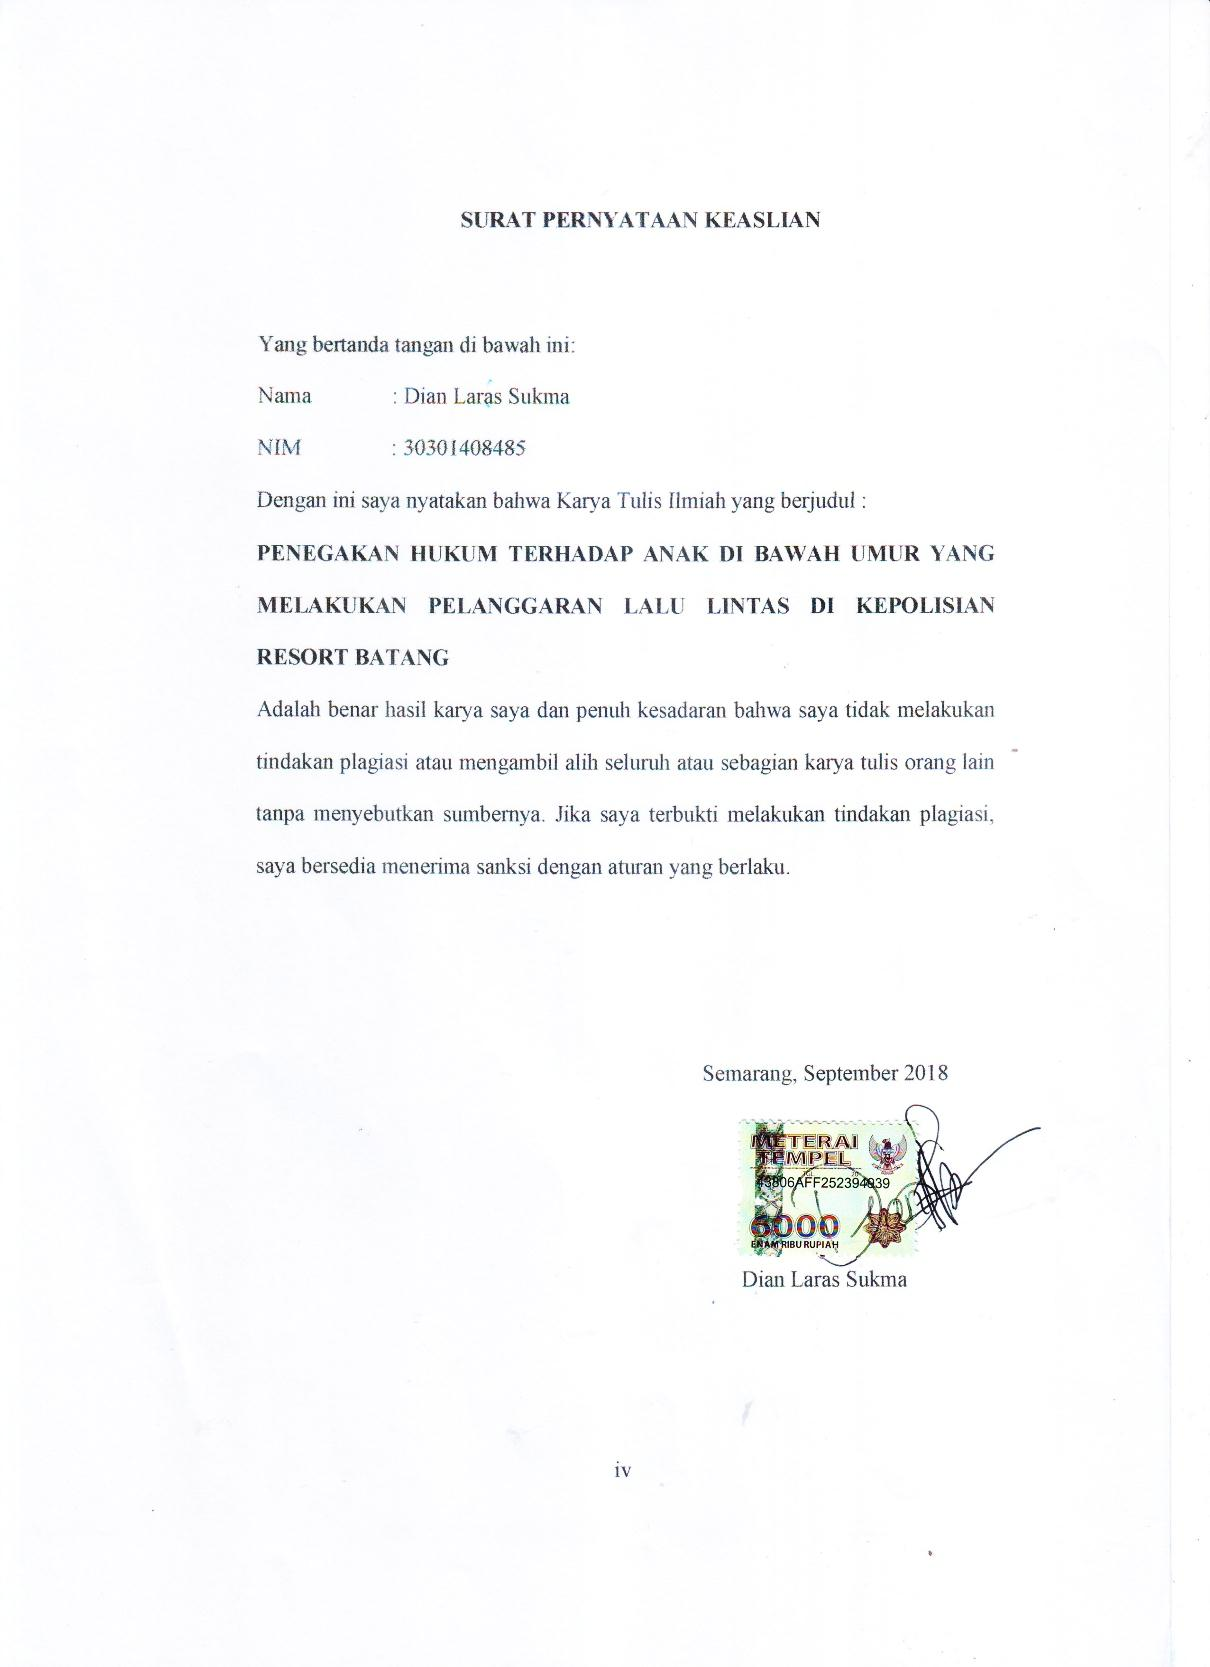 SURAT PERNYATAAN KEASLIAN
Yang bertanda tangan di bawah ini:
Nama : Dian Laras Sukma
NIM : 30301408485
Dengan ini saya nyatakan bahwa Karya Tulis Ilmiah yang berjudul :
PENEGAKAN HUKUM TERHADAP ANAK DI BAWAH UMUR YANG
MELAKUKAN PELANGGARAN LALU LINTAS DI KEPOLISIAN
RESORT BATANG
Adalah benar hasil karya saya dan penuh kesadaran bahwa saya tidak melakukan
tindakan plagiasi atau mengambil alih seluruh atau sebagian karya tulis orang lain
tanpa menyebutkan sumbernya. Jika saya terbukti melakukan tindakan plagiasi,
saya bersedia menerima sanksi dengan aturan yang berlaku.
Semarang, September 2018
METERAI
TEMPEL
6000
ENAM RIBU RUPIAH
Dian Laras Sukma
iv